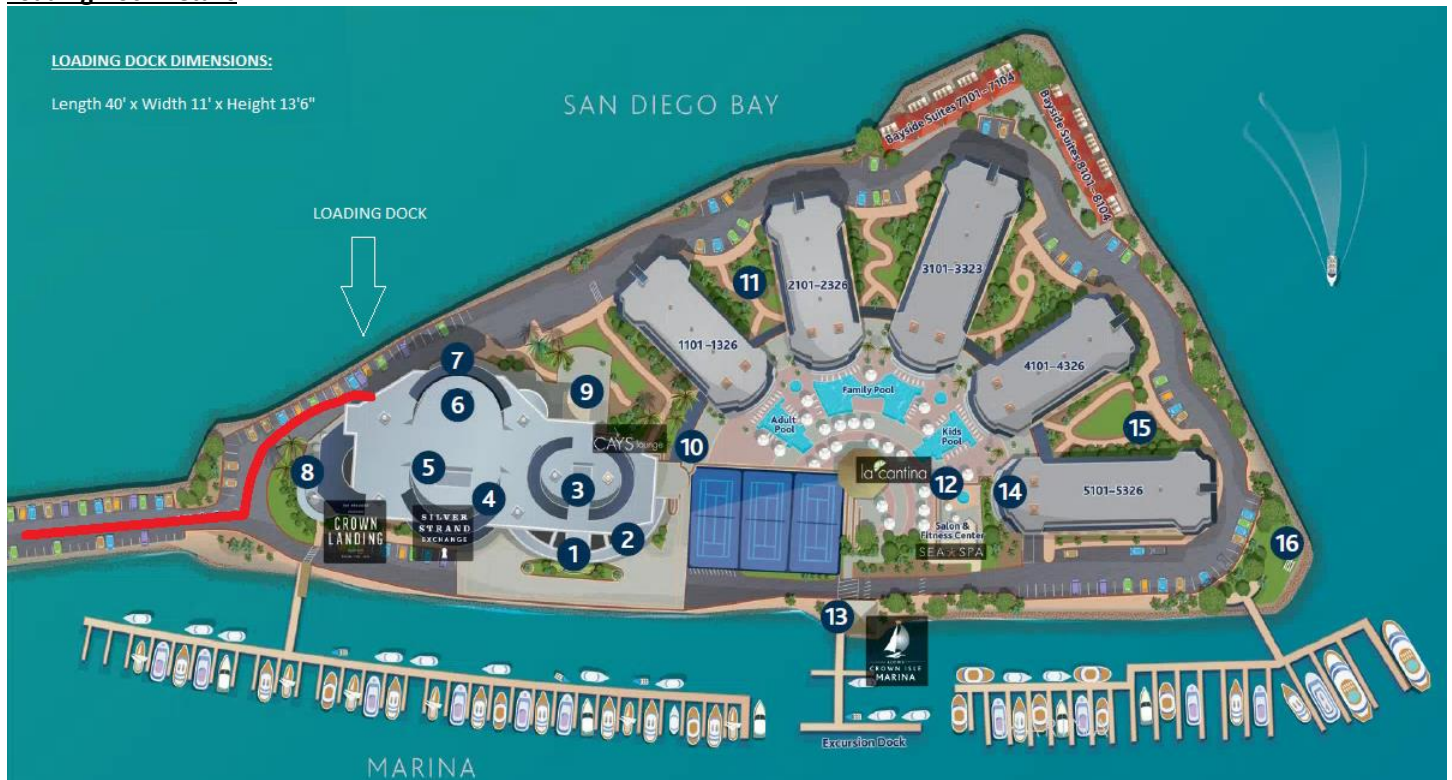 LOADING DOCK DIMENSIONS:
Length 40' x Width 11' x Height 13'6"
SAN DIEGO BAY
LOADING DOCK
Bayside Suites 7101 - 7104
Bayside Suites 8101 - 8104
1101-1326
2101-2326
3101-3323
4101-4326
5101-5326
Adult
Pool
Family Pool
Kids
Pool
7
6
5
4
3
8
9
10
11
12
14
15
16
1
2
13
CAYS lounge
la cantina
CROWN
LANDING
SILVER
STRAND
EXCHANGE
Salon &
Fitness Center
SEA SPA
CROWN ISLE
MARINA
Excursion Dock
MARINA